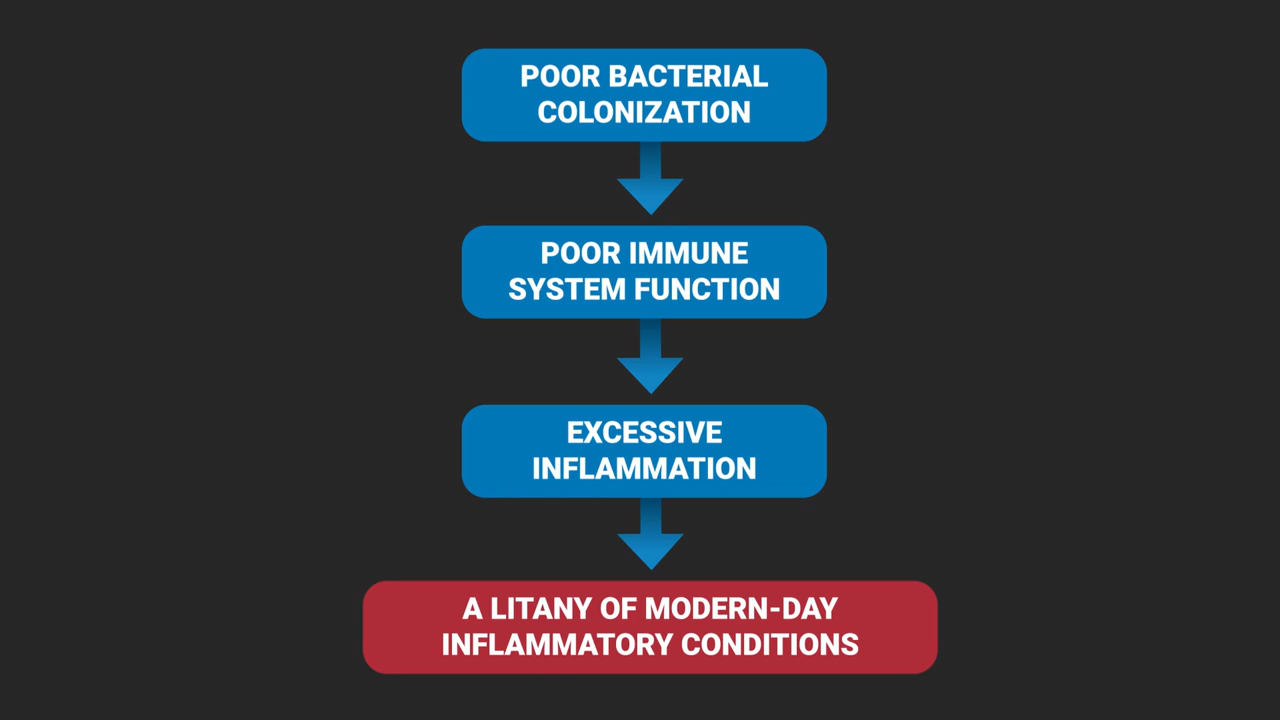 POOR BACTERIAL
COLONIZATION
POOR IMMUNE
SYSTEM FUNCTION
EXCESSIVE
INFLAMMATION
A LITANY OF MODERN-DAY
INFLAMMATORY CONDITIONS